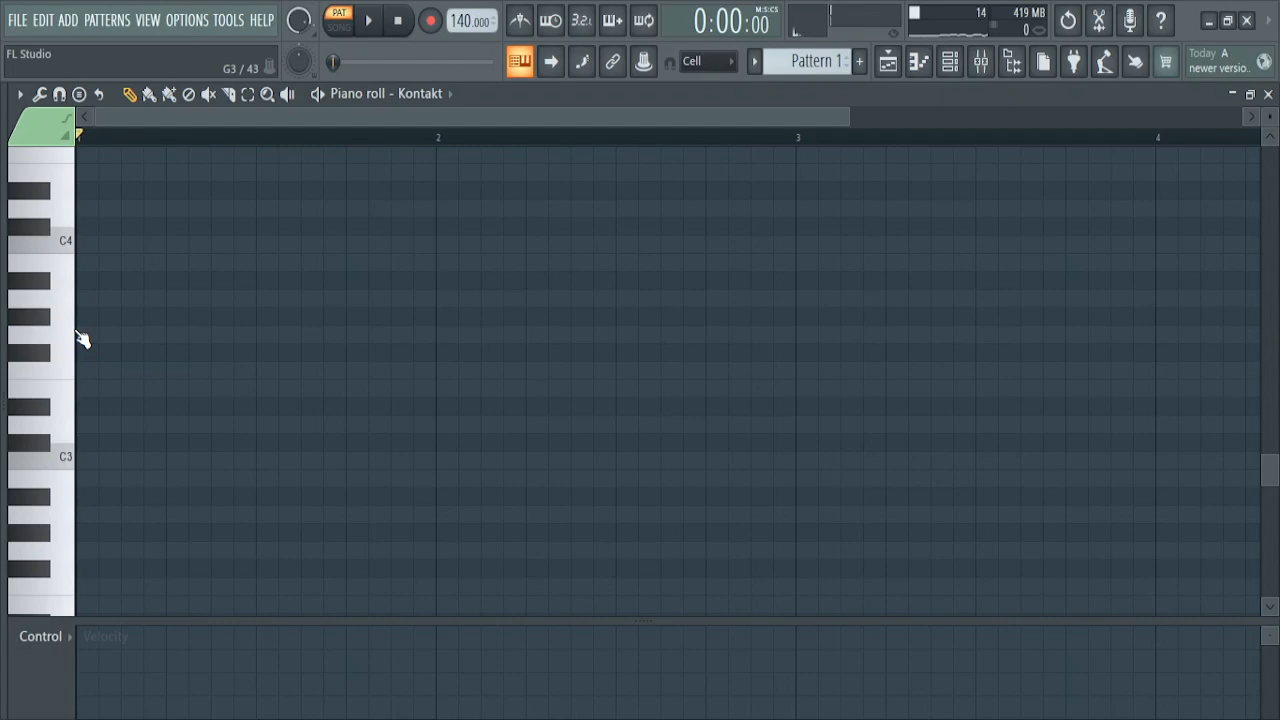 FILE EDIT ADD PATTERNS VIEW OPTIONS TOOLS HELP
PAT
SONG
140.000
3.2.
0:00:00
M:S:CS
14
419 MB
0
FL Studio
G3 / 43
Cell
Pattern 1
Today A
newer versio..
Piano roll - Kontakt
2
3
4
C4
C3
Control
Velocity